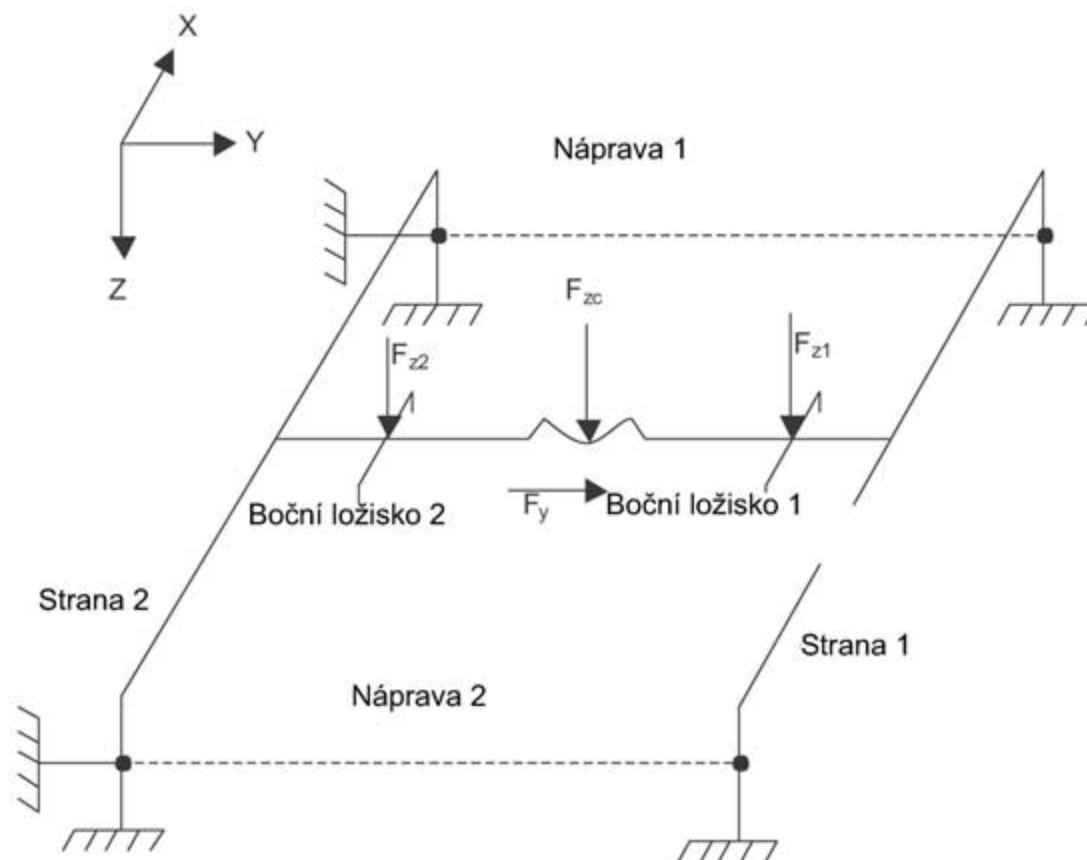 X
Y
Z
Náprava 1
Fzc
Fz2
Fz1
Fy
Boční ložisko 2
Boční ložisko 1
Strana 2
Strana 1
Náprava 2